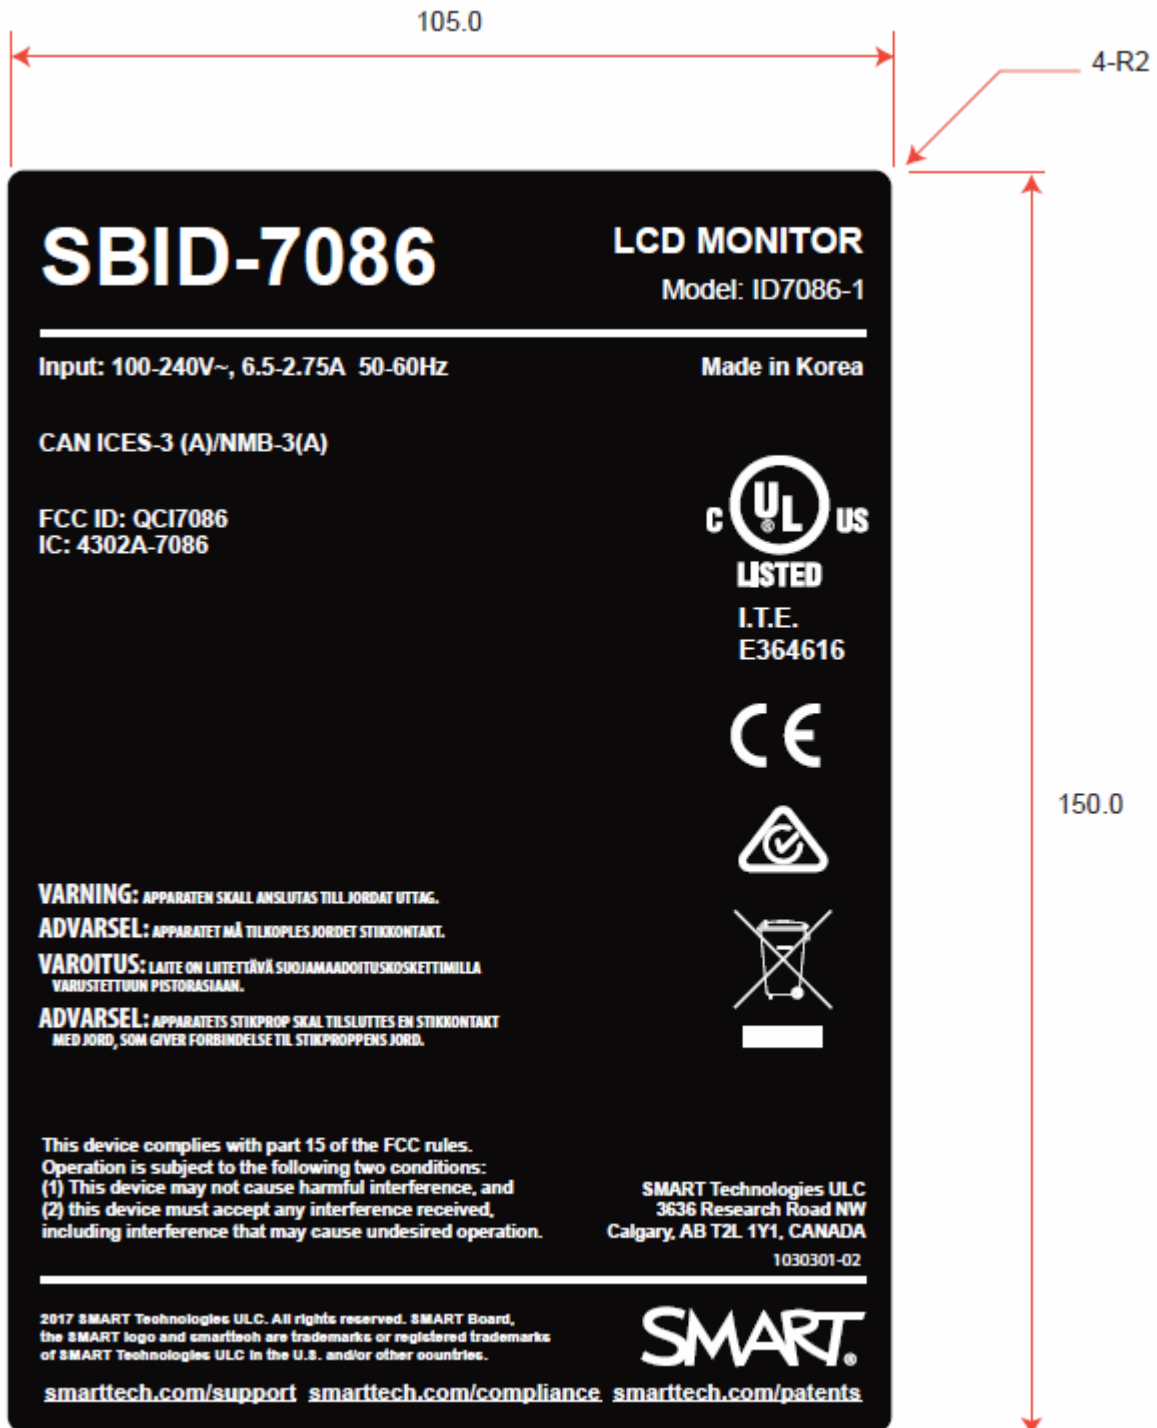 105.0
4-R2
SBID-7086
LCD MONITOR
Model: ID7086-1
Input: 100-240V~, 6.5-2.75A 50-60Hz
Made in Korea
CAN ICES-3 (A)/NMB-3(A)
FCC ID: QCI7086
IC: 4302A-7086
C UL® US
LISTED
I.T.E.
E364616
CE
150.0
VARNING: APPARATEN SKALL ANSLUTAS TILL JORDAT UTTAG.
ADVARSEL: APPARATET MÅ TILKOPLES JORDET STIKKONTAKT.
VAROITUS: LAITE ON LIITETTÄVÄ SUOJAMAADOITUSKOSKETTIMILLA
VARUSTETTUUN PISTORASIAAN.
ADVARSEL: APPARATETS STIKPROP SKAL TILSLUTTES EN STIKKONTAKT
MED JORD, SOM GIVER FORBINDELSE TIL STIKPROPPENS JORD.
This device complies with part 15 of the FCC rules.
Operation is subject to the following two conditions:
(1) This device may not cause harmful interference, and
(2) this device must accept any interference received,
including interference that may cause undesired operation.
SMART Technologies ULC
3636 Research Road NW
Calgary, AB T2L 1Y1, CANADA
1030301-02
2017 SMART Technologies ULC. All rights reserved. SMART Board,
the SMART logo and smarttech are trademarks or registered trademarks
of SMART Technologies ULC in the U.S. and/or other countries.
SMART®
smarttech.com/support smarttech.com/compliance smarttech.com/patents